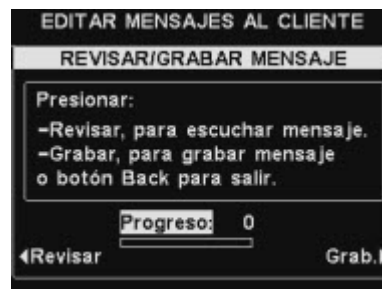 EDITAR MENSAJES AL CLIENTE
REVISAR/GRABAR MENSAJE
Presionar:
-Revisar, para escuchar mensaje.
-Grabar, para grabar mensaje
o botón Back para salir.
Progreso: 0
◀Revisar Grab.